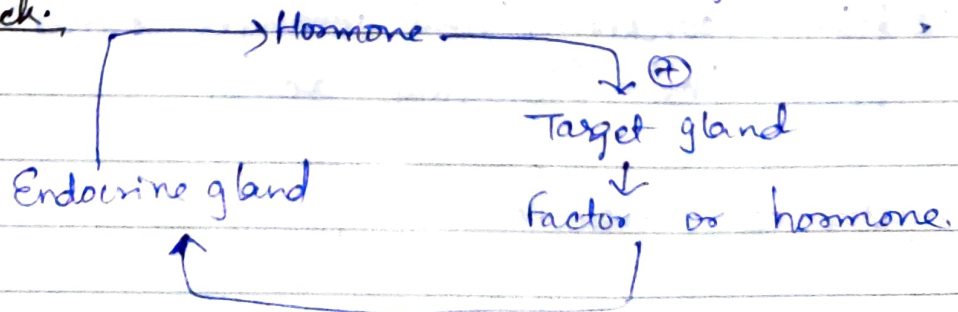 ck.
Hormone
⊕
Target gland
Endocrine gland
factor or hormone.